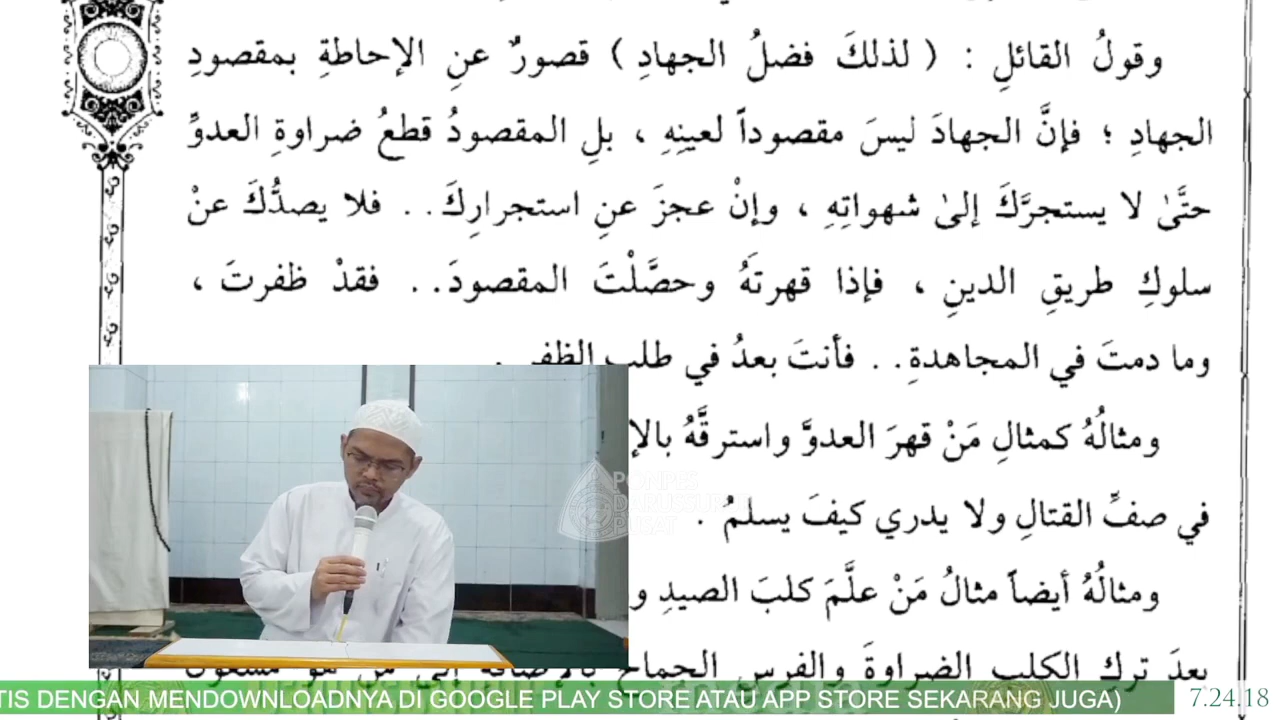 وقولُ القائلِ : ( لذلكَ فضلُ الجهادِ ) قصورٌ عنِ الإحاطةِ بمقصودِ
الجهادِ ؛ فإنَّ الجهادَ ليسَ مقصوداً لعينِهِ ، بلِ المقصودُ قطعُ ضراوةِ العدوِّ
حتَّىٰ لا يستجرَّكَ إلىٰ شهواتِهِ ، وإنْ عجزَ عنِ استجرارِكَ . . فلا يصدُّكَ عنْ
سلوكِ طريقِ الدينِ ، فإذا قهرتَهُ وحصَّلْتَ المقصودَ . . فقدْ ظفرتَ ،
وما دمتَ في المجاهدةِ . . فأنتَ بعدُ في طلبِ الظفرِ .
ومثالُهُ كمثالِ مَنْ قهرَ العدوَّ واسترقَّهُ
في صفِّ القتالِ ولا يدري كيفَ يسلمُ .
ومثالُهُ أيضاً مثالُ مَنْ علَّمَ كلبَ الصيدِ
بعدَ تركِ الكلبِ الضراوةَ والفرسِ الجماحَ
PONPES
PUSAT
TIS DENGAN MENDOWNLOADNYA DI GOOGLE PLAY STORE ATAU APP STORE SEKARANG JUGA)
7.24.18